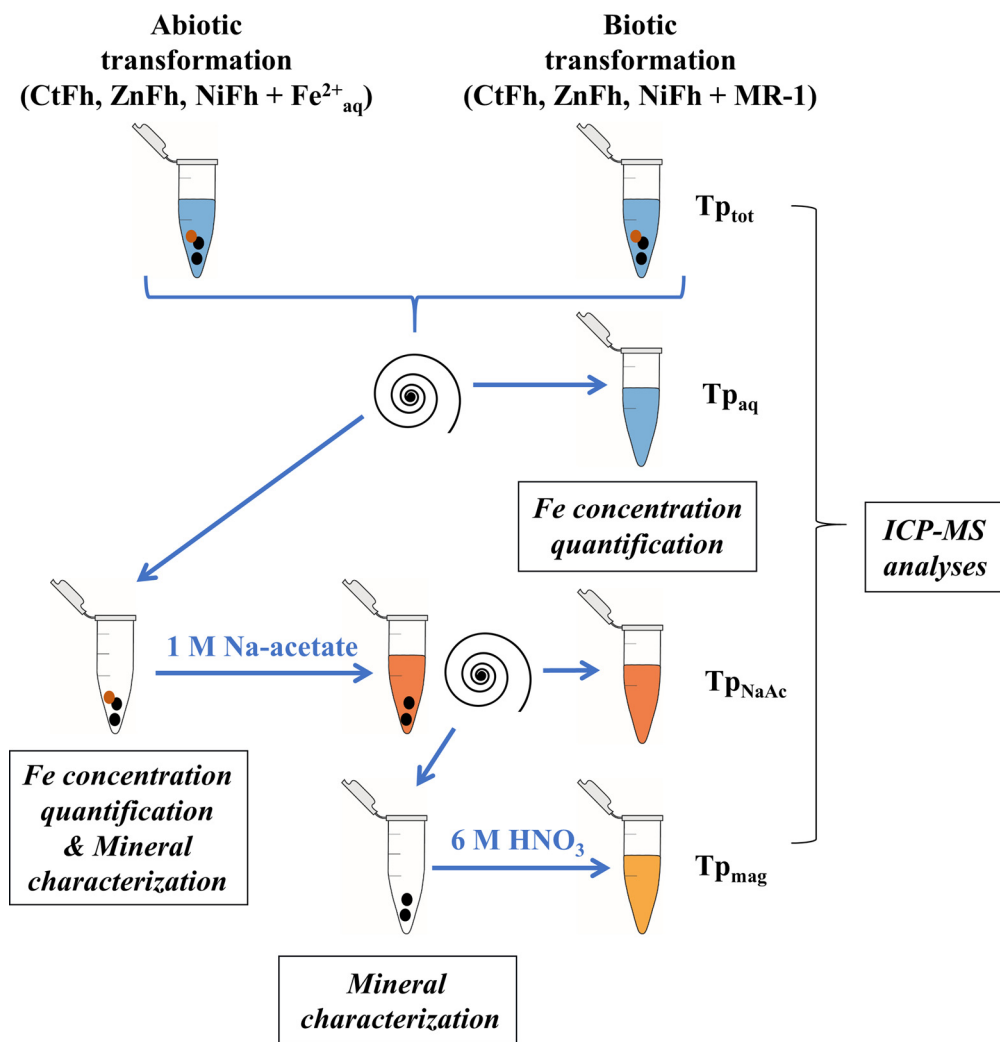 Abiotic
transformation
(CtFh, ZnFh, NiFh + Fe²⁺aq)
Biotic
transformation
(CtFh, ZnFh, NiFh + MR-1)
Tptot
Tpaq
Fe concentration
quantification
ICP-MS
analyses
1 M Na-acetate
TpNaAc
Fe concentration
quantification
& Mineral
characterization
6 M HNO₃
Tpmag
Mineral
characterization